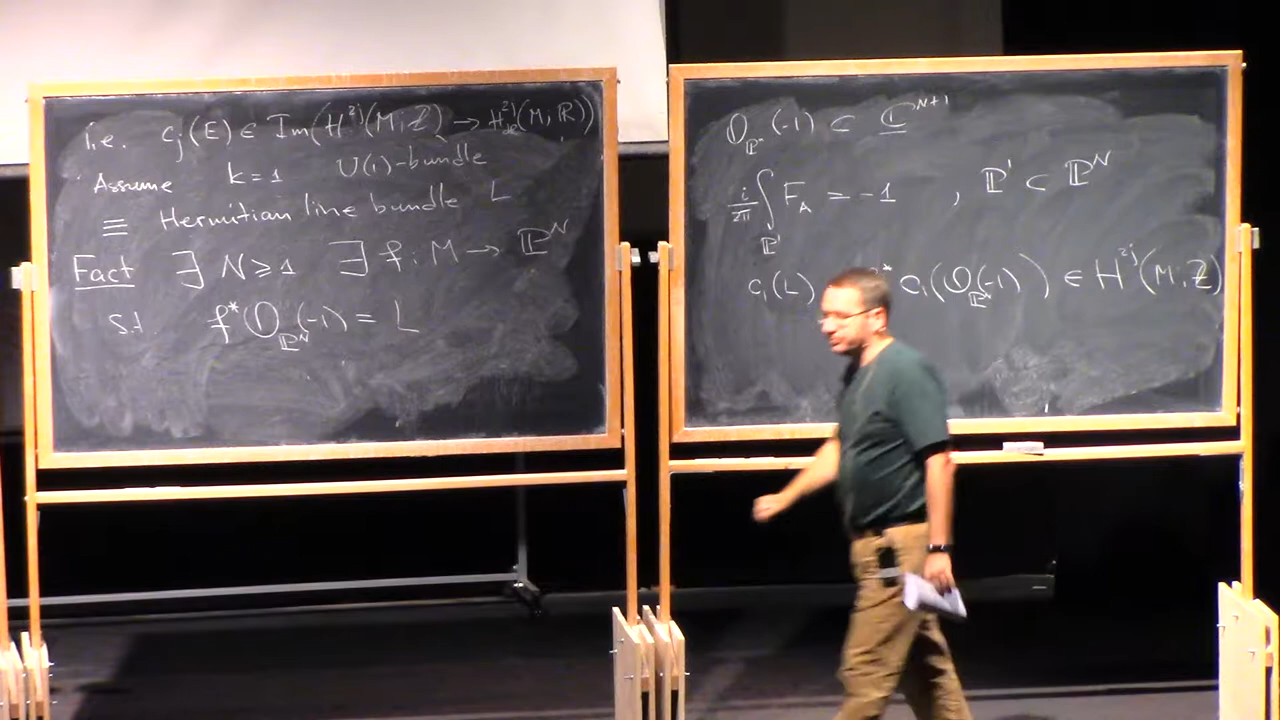 i.e. c_j(E) ∈ Im(H^{2j}(M,ℤ) → H^{2j}_{dR}(M,ℝ))
Assume k=1 U(1)-bundle
≡ Hermitian line bundle L
Fact ∃ N≥1 ∃ f: M → ℙ^N
s.t. f^*𝒪_{ℙ^N}(-1) = L
𝒪_{ℙ^N}(-1) ⊂ ℂ^{N+1}
i/2π ∫_{ℙ^1} F_A = -1 , ℙ^1 ⊂ ℙ^N
c_1(L) * c_1(𝒪_{ℙ^N}(-1)) ∈ H^{2j}(M,ℤ)